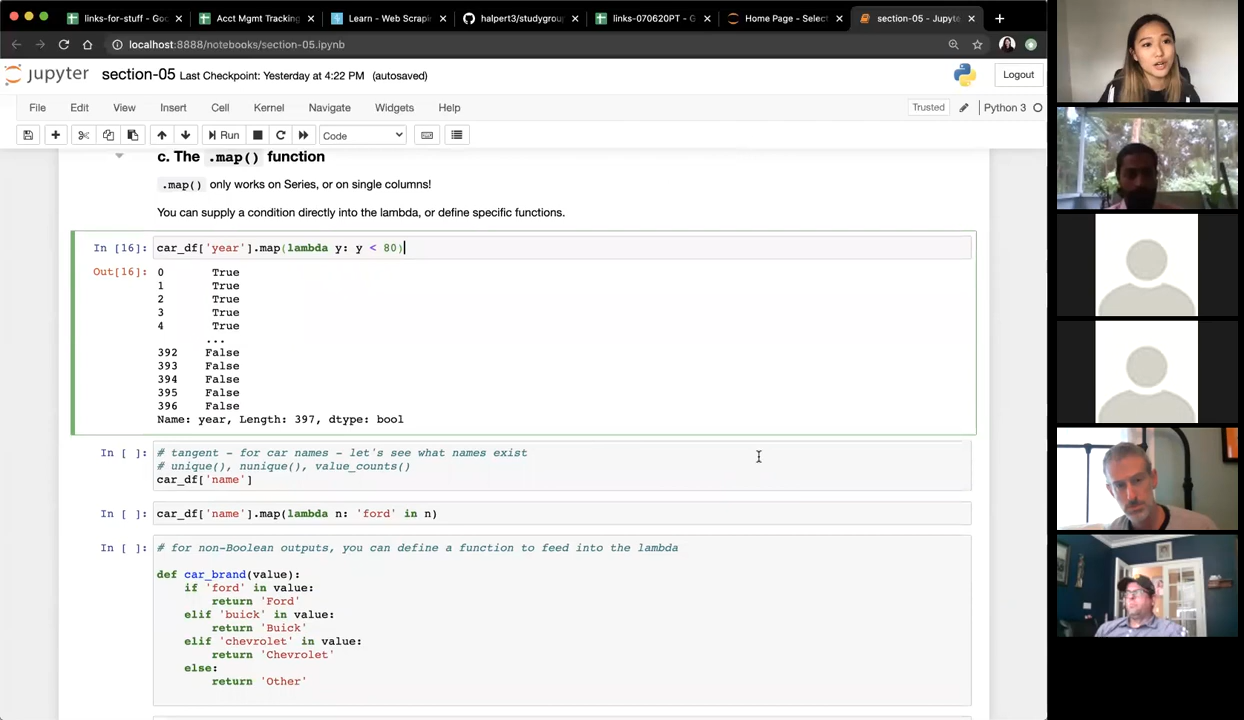 links-for-stuff - Goo
Acct Mgmt Tracking
Learn - Web Scrapin
halpert3/studygrou
links-070620PT - G
Home Page - Select
section-05 - Jupyte
localhost:8888/notebooks/section-05.ipynb
jupyter section-05 Last Checkpoint: Yesterday at 4:22 PM (autosaved)
Logout
File Edit View Insert Cell Kernel Navigate Widgets Help
Trusted Python 3
Run Code
c. The .map() function
.map() only works on Series, or on single columns!
You can supply a condition directly into the lambda, or define specific functions.
In [16]: car_df['year'].map(lambda y: y < 80)
Out[16]: 0 True
1 True
2 True
3 True
4 True
...
392 False
393 False
394 False
395 False
396 False
Name: year, Length: 397, dtype: bool
In [ ]: # tangent - for car names - let's see what names exist
# unique(), nunique(), value_counts()
car_df['name']
In [ ]: car_df['name'].map(lambda n: 'ford' in n)
In [ ]: # for non-Boolean outputs, you can define a function to feed into the lambda
def car_brand(value):
if 'ford' in value:
return 'Ford'
elif 'buick' in value:
return 'Buick'
elif 'chevrolet' in value:
return 'Chevrolet'
else:
return 'Other'